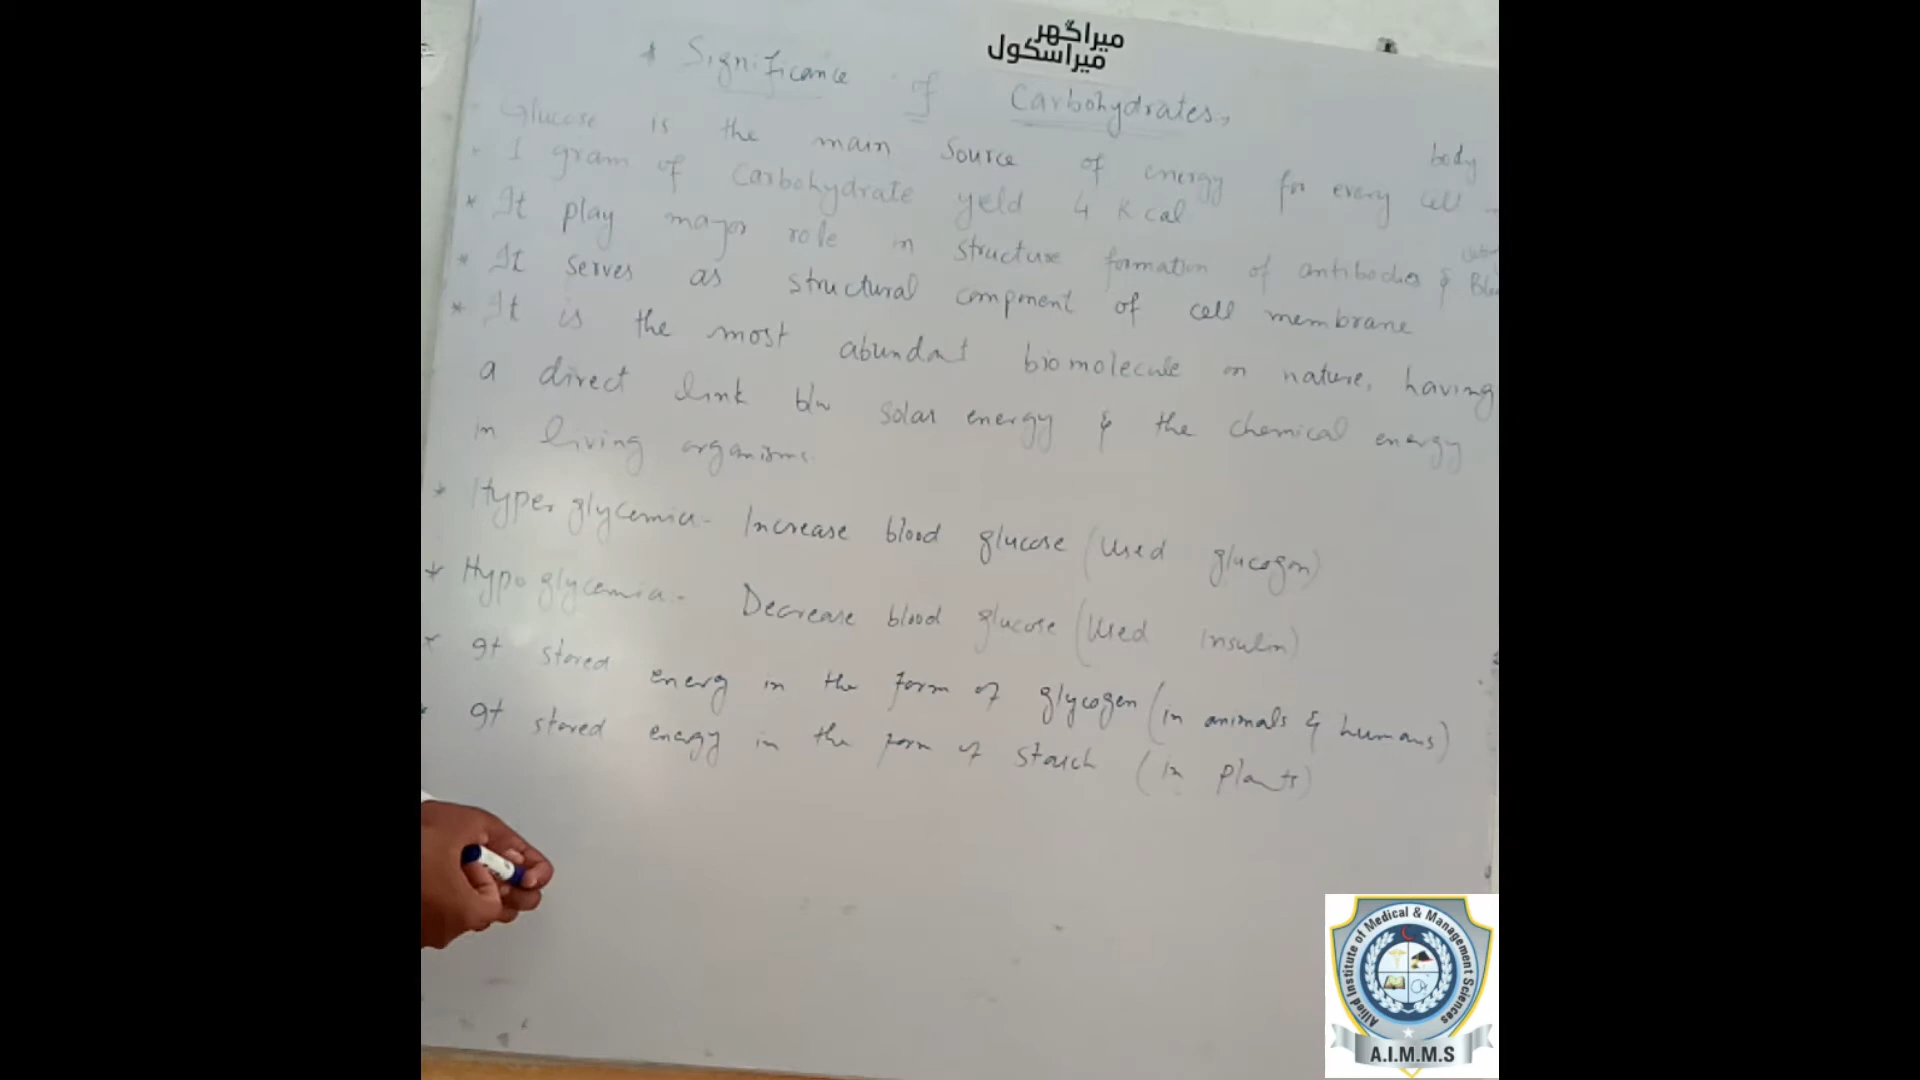 میراگھر
میراسکول
* Significance of Carbohydrates,
Glucose is the main source of energy for every body cell
* 1 gram of carbohydrate yeld 4 Kcal
* It play major role in structure formation of antibodies &
* It serves as structural component of cell membrane
* It is the most abundant biomolecule in nature, having
a direct link b/w solar energy & the chemical energy
in living organisms.
* Hyper glycemia - Increase blood glucose (Used glucogon)
* Hypo glycemia :- Decrease blood glucose (Used insulin)
* It stored energ in the form of glycogen (in animals & humans)
* It stored energy in the form of starch (in plants)
Allied Institute of Medical & Management Sciences
A.I.M.M.S